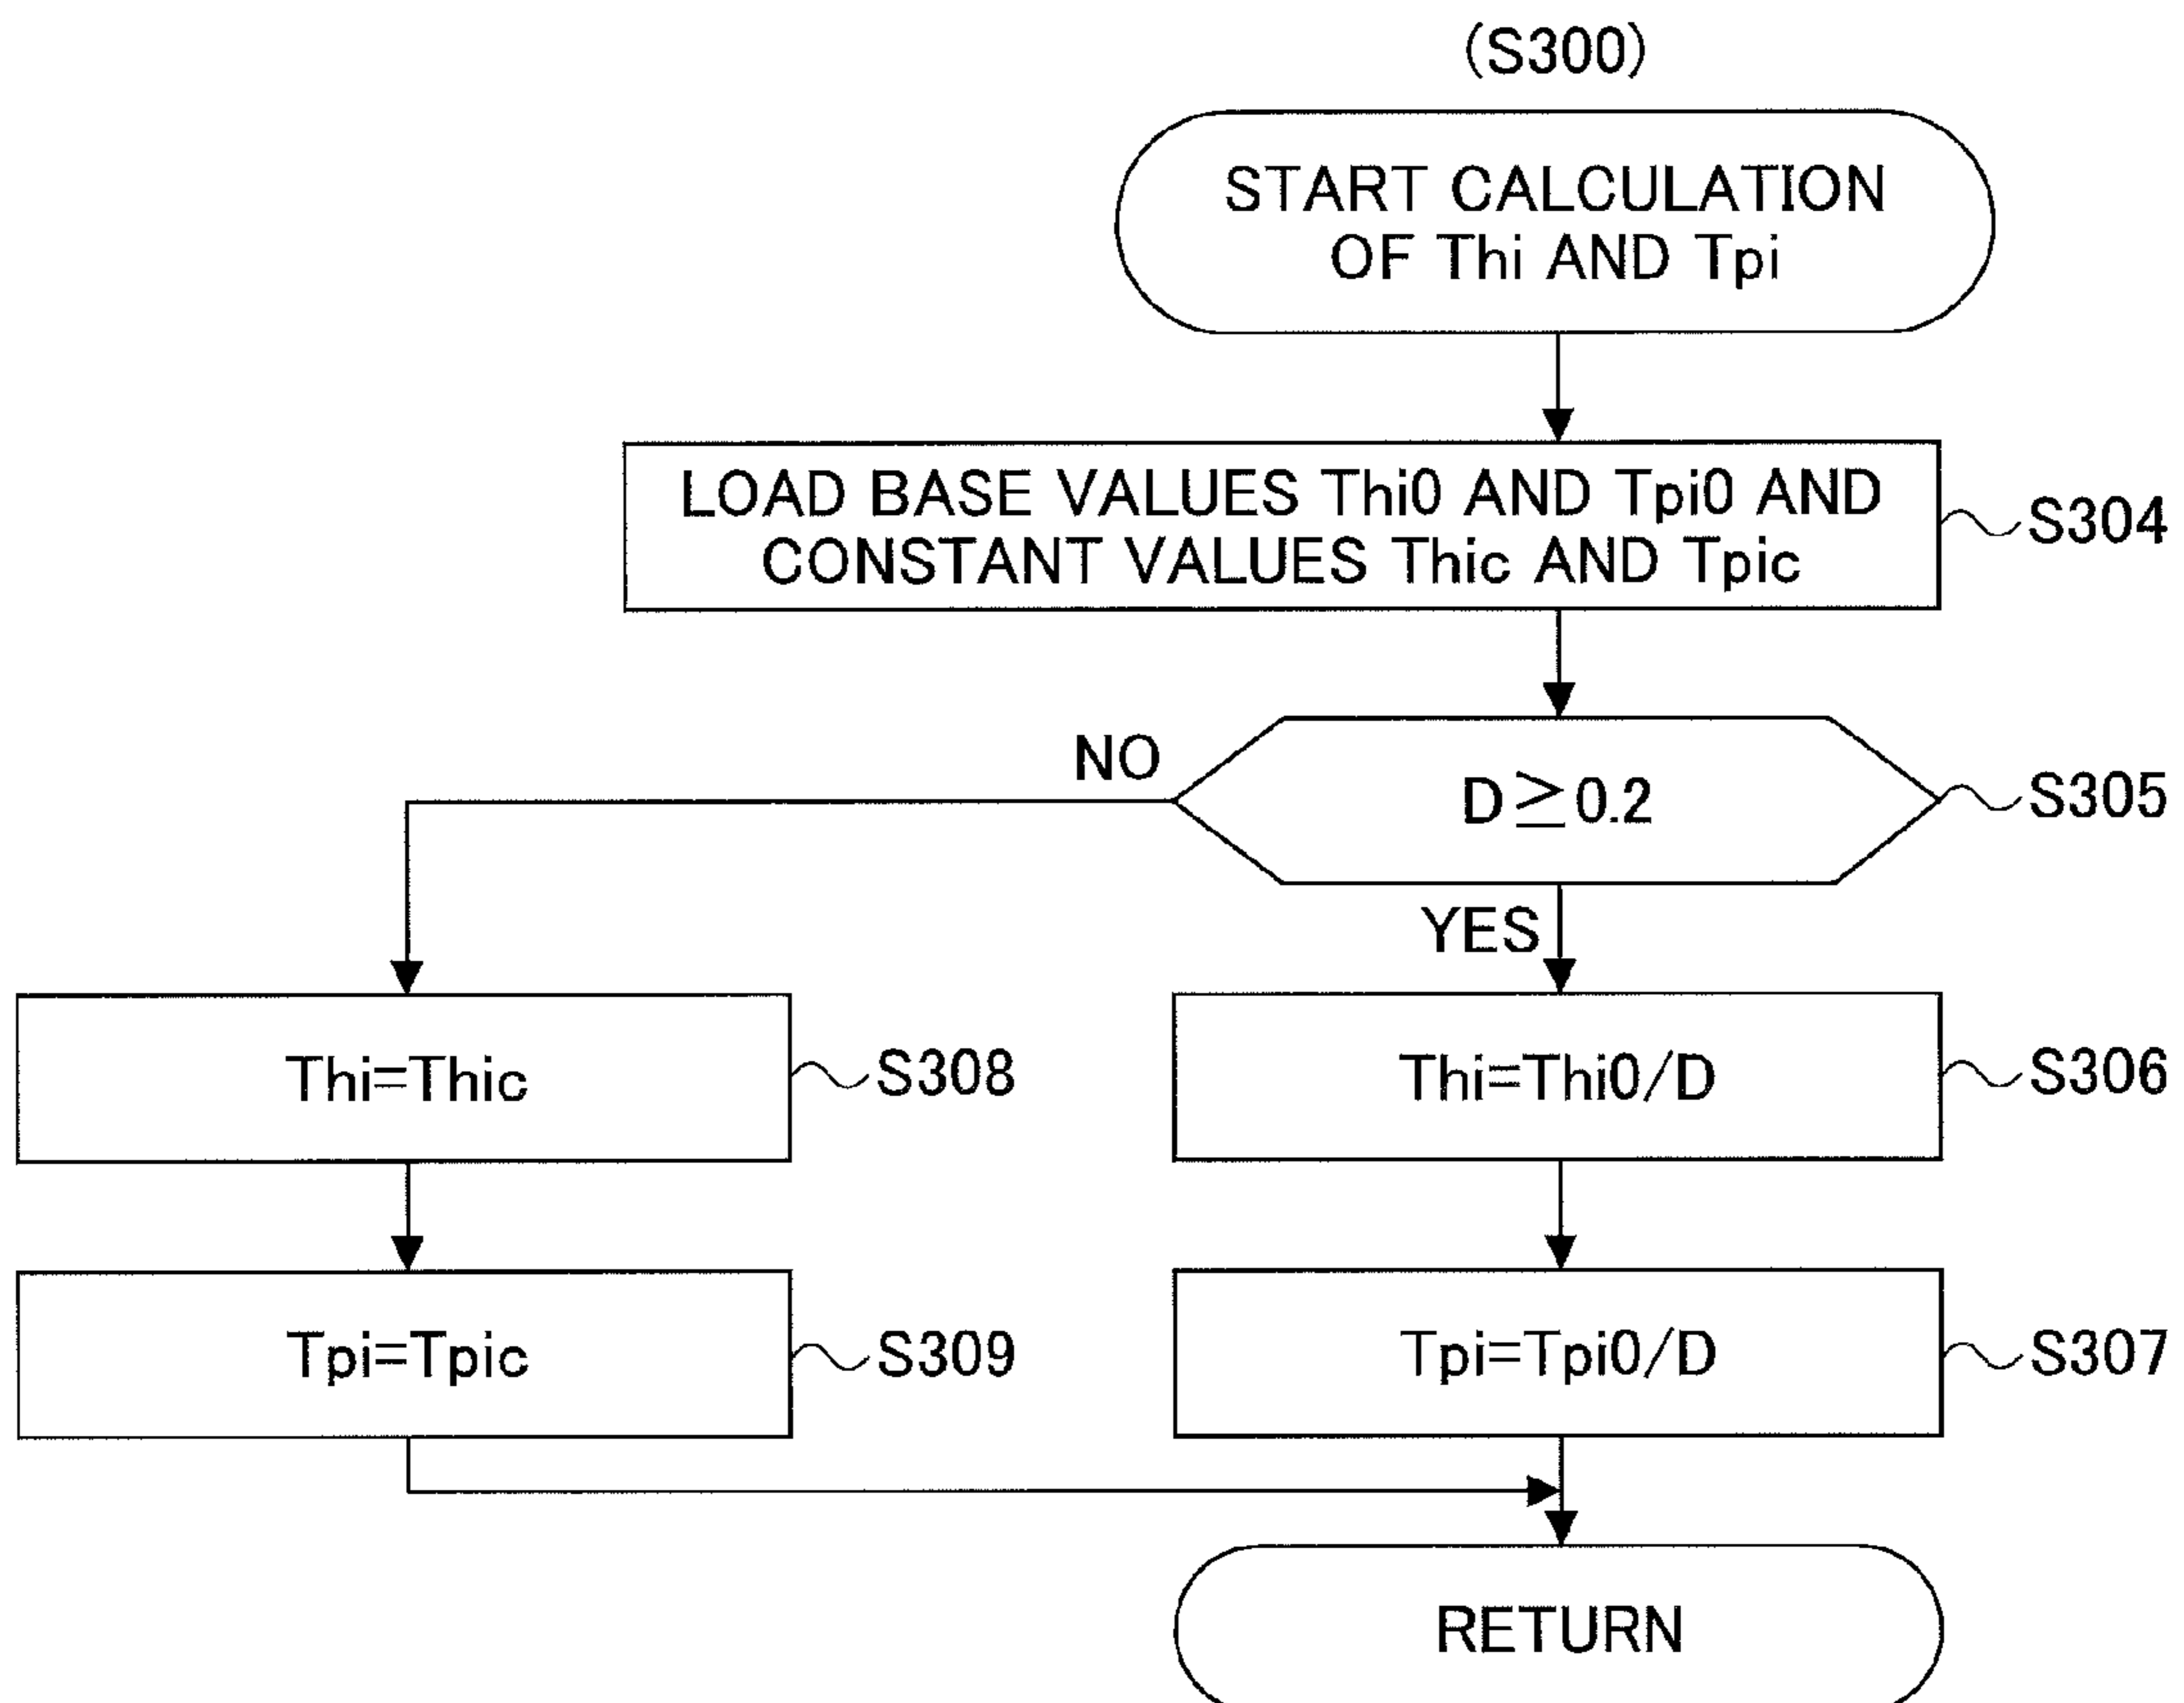 (S300)
START CALCULATION
OF Thi AND Tpi
LOAD BASE VALUES Thi0 AND Tpi0 AND
CONSTANT VALUES Thic AND Tpic
S304
NO
D≧0.2
S305
YES
Thi=Thic
S308
Thi=Thi0/D
S306
Tpi=Tpic
S309
Tpi=Tpi0/D
S307
RETURN